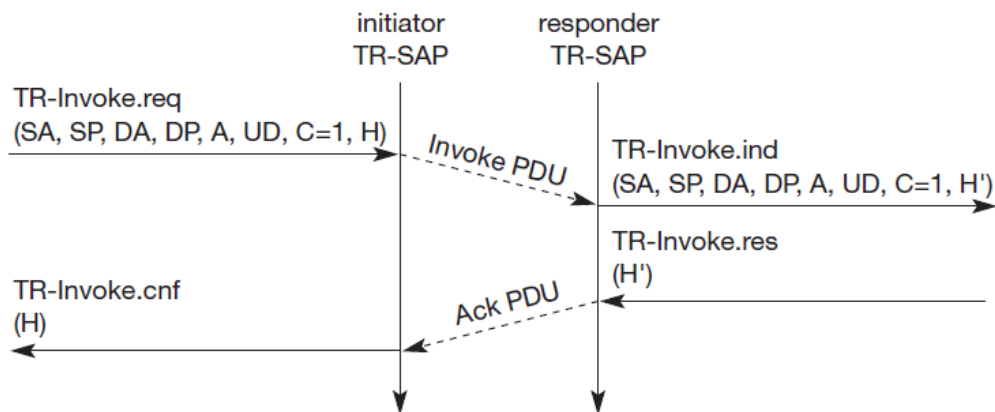 initiator
TR-SAP
responder
TR-SAP
TR-Invoke.req
(SA, SP, DA, DP, A, UD, C=1, H)
Invoke PDU
TR-Invoke.ind
(SA, SP, DA, DP, A, UD, C=1, H')
TR-Invoke.res
(H')
Ack PDU
TR-Invoke.cnf
(H)